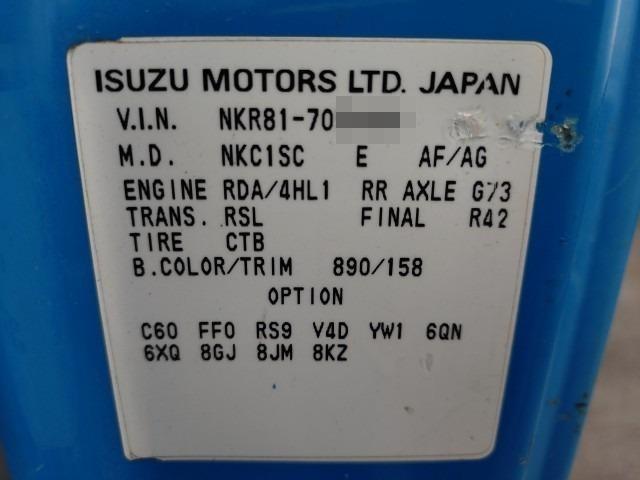 ISUZU MOTORS LTD. JAPAN
V.I.N. NKR81-70
M.D. NKC1SC E AF/AG
ENGINE RDA/4HL1 RR AXLE G73
TRANS. RSL FINAL R42
TIRE CTB
B.COLOR/TRIM 890/158
OPTION
C60 FF0 RS9 V4D YW1 6QN
6XQ 8GJ 8JM 8KZ